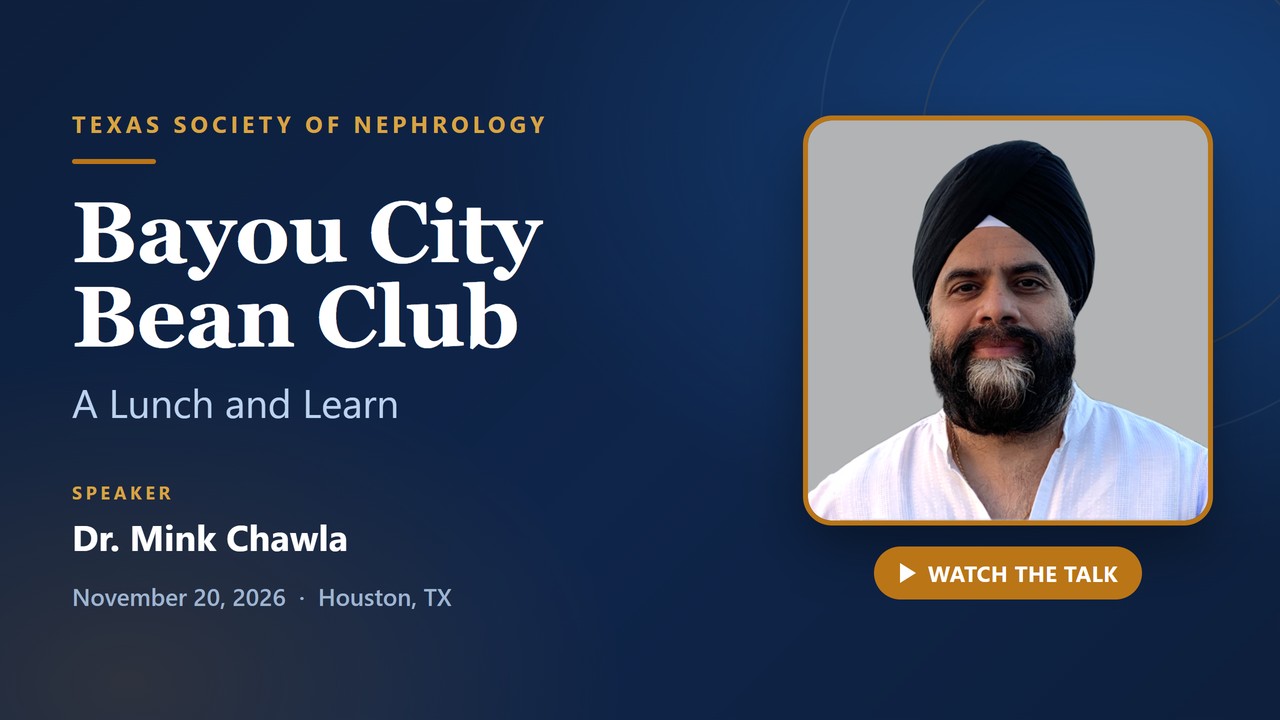 TEXAS SOCIETY OF NEPHROLOGY
Bayou City
Bean Club
A Lunch and Learn
SPEAKER
Dr. Mink Chawla
November 20, 2026 · Houston, TX
WATCH THE TALK